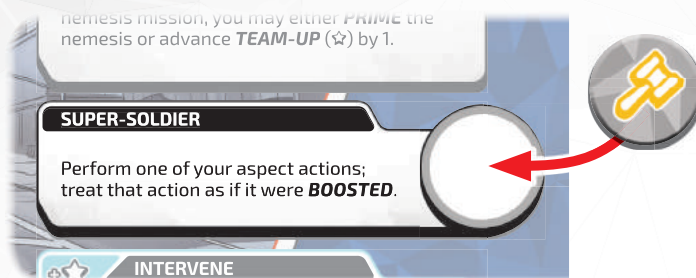 nemesis mission, you may either PRIME the
nemesis or advance TEAM-UP (☆) by 1.
SUPER-SOLDIER
Perform one of your aspect actions;
treat that action as if it were BOOSTED.
+☆ INTERVENE